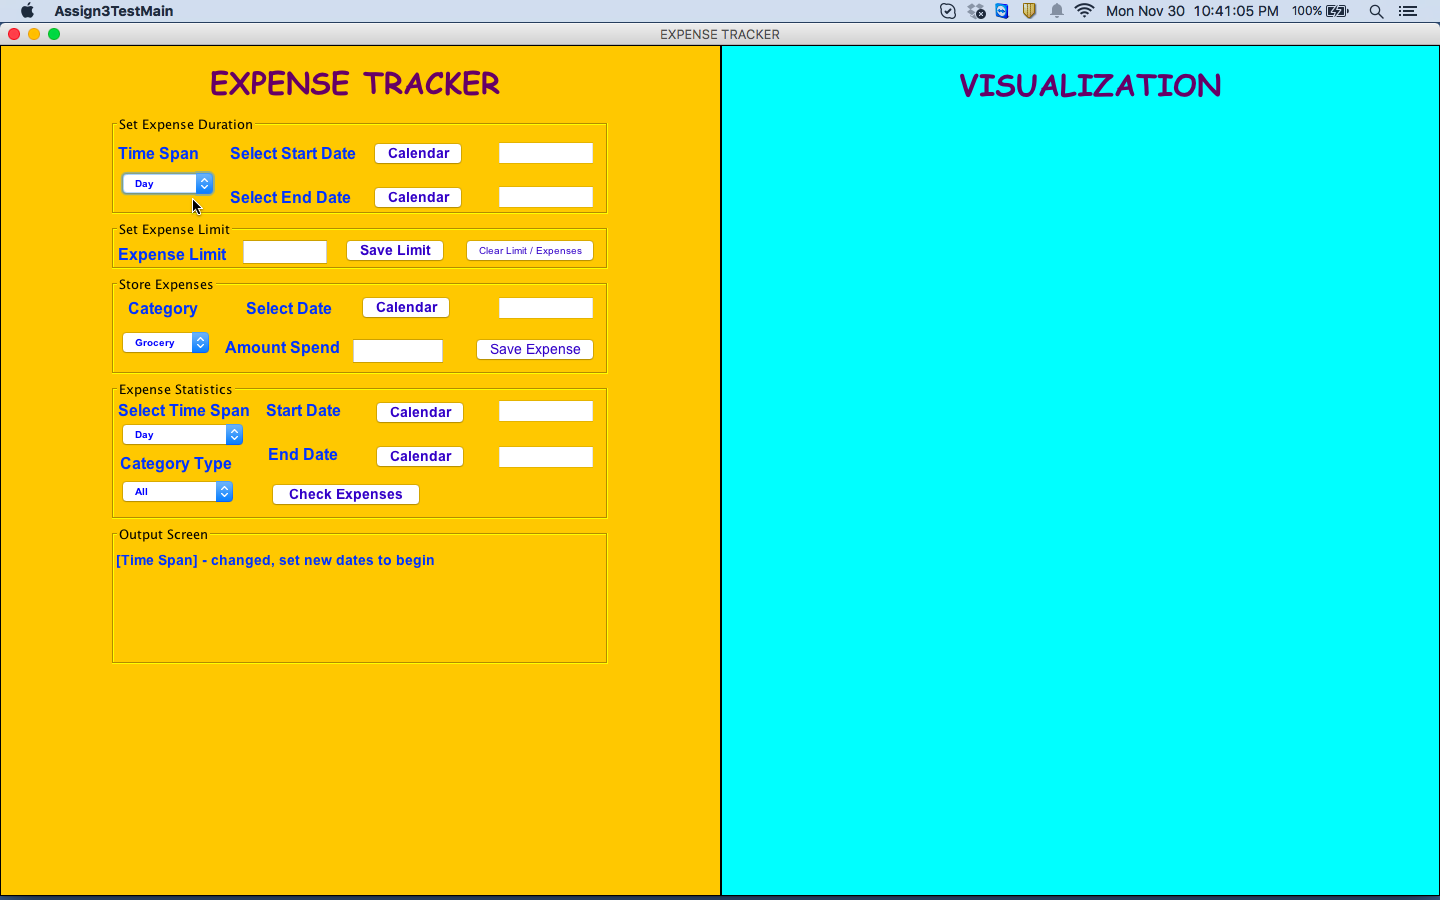 Assign3TestMain
Mon Nov 30 10:41:05 PM 100%
EXPENSE TRACKER
EXPENSE TRACKER
Set Expense Duration
Time Span Select Start Date Calendar
Day
Select End Date Calendar
Set Expense Limit
Expense Limit Save Limit Clear Limit / Expenses
Store Expenses
Category Select Date Calendar
Grocery Amount Spend Save Expense
Expense Statistics
Select Time Span Start Date Calendar
Day
Category Type End Date Calendar
All Check Expenses
Output Screen
[Time Span] - changed, set new dates to begin
VISUALIZATION